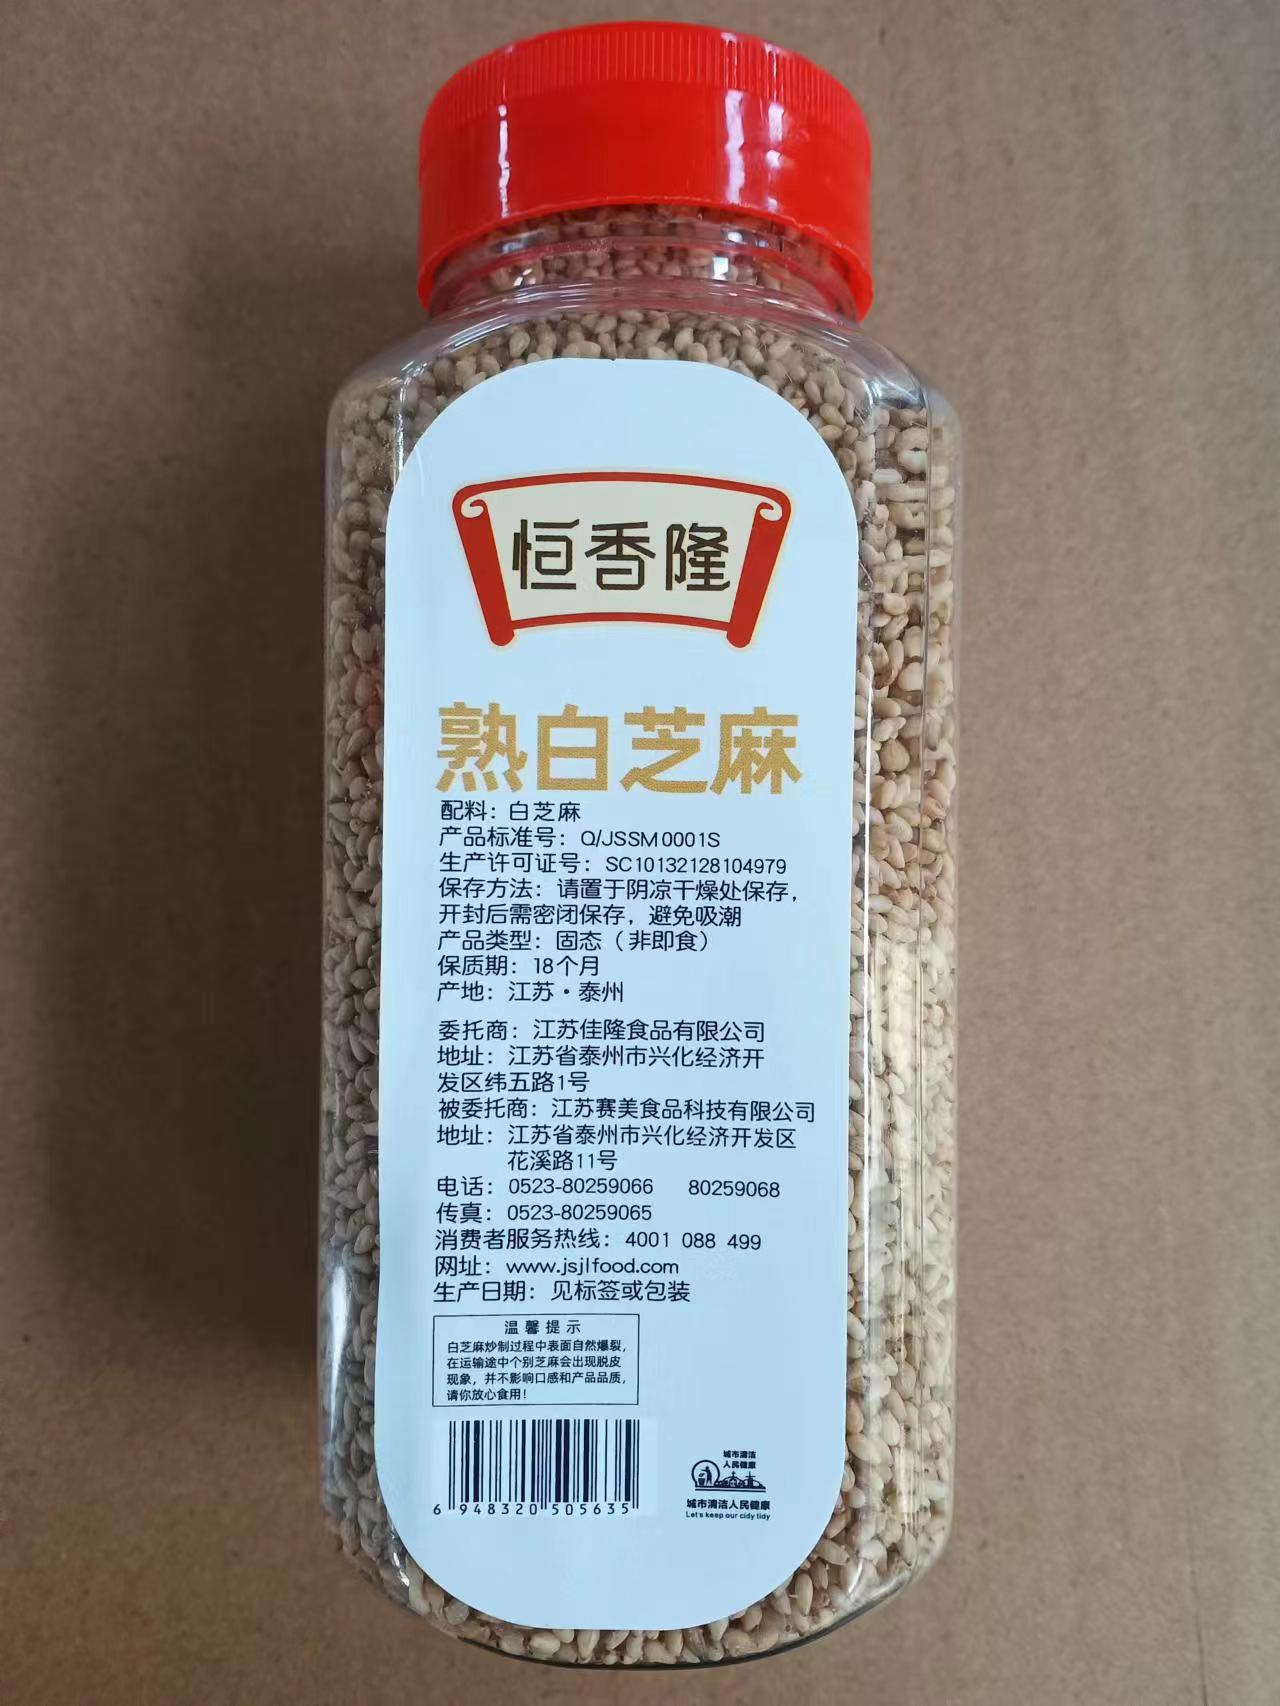 恒香隆
熟白芝麻
配料：白芝麻
产品标准号：Q/JSSM0001S
生产许可证号：SC10132128104979
保存方法：请置于阴凉干燥处保存，
开封后需密闭保存，避免吸潮
产品类型：固态（非即食）
保质期：18个月
产地：江苏·泰州
委托商：江苏佳隆食品有限公司
地址：江苏省泰州市兴化经济开
发区纬五路1号
被委托商：江苏赛美食品科技有限公司
地址：江苏省泰州市兴化经济开发区
花溪路11号
电话：0523-80259066 80259068
传真：0523-80259065
消费者服务热线：4001 088 499
网址：www.jsjlfood.com
生产日期：见标签或包装
温馨提示
白芝麻炒制过程中表面自然爆裂，
在运输途中个别芝麻会出现脱皮
现象，并不影响口感和产品品质，
请你放心食用！
6 948320 505635
城市清洁
人民健康
城市清洁人民健康
Let's keep our cidy tidy